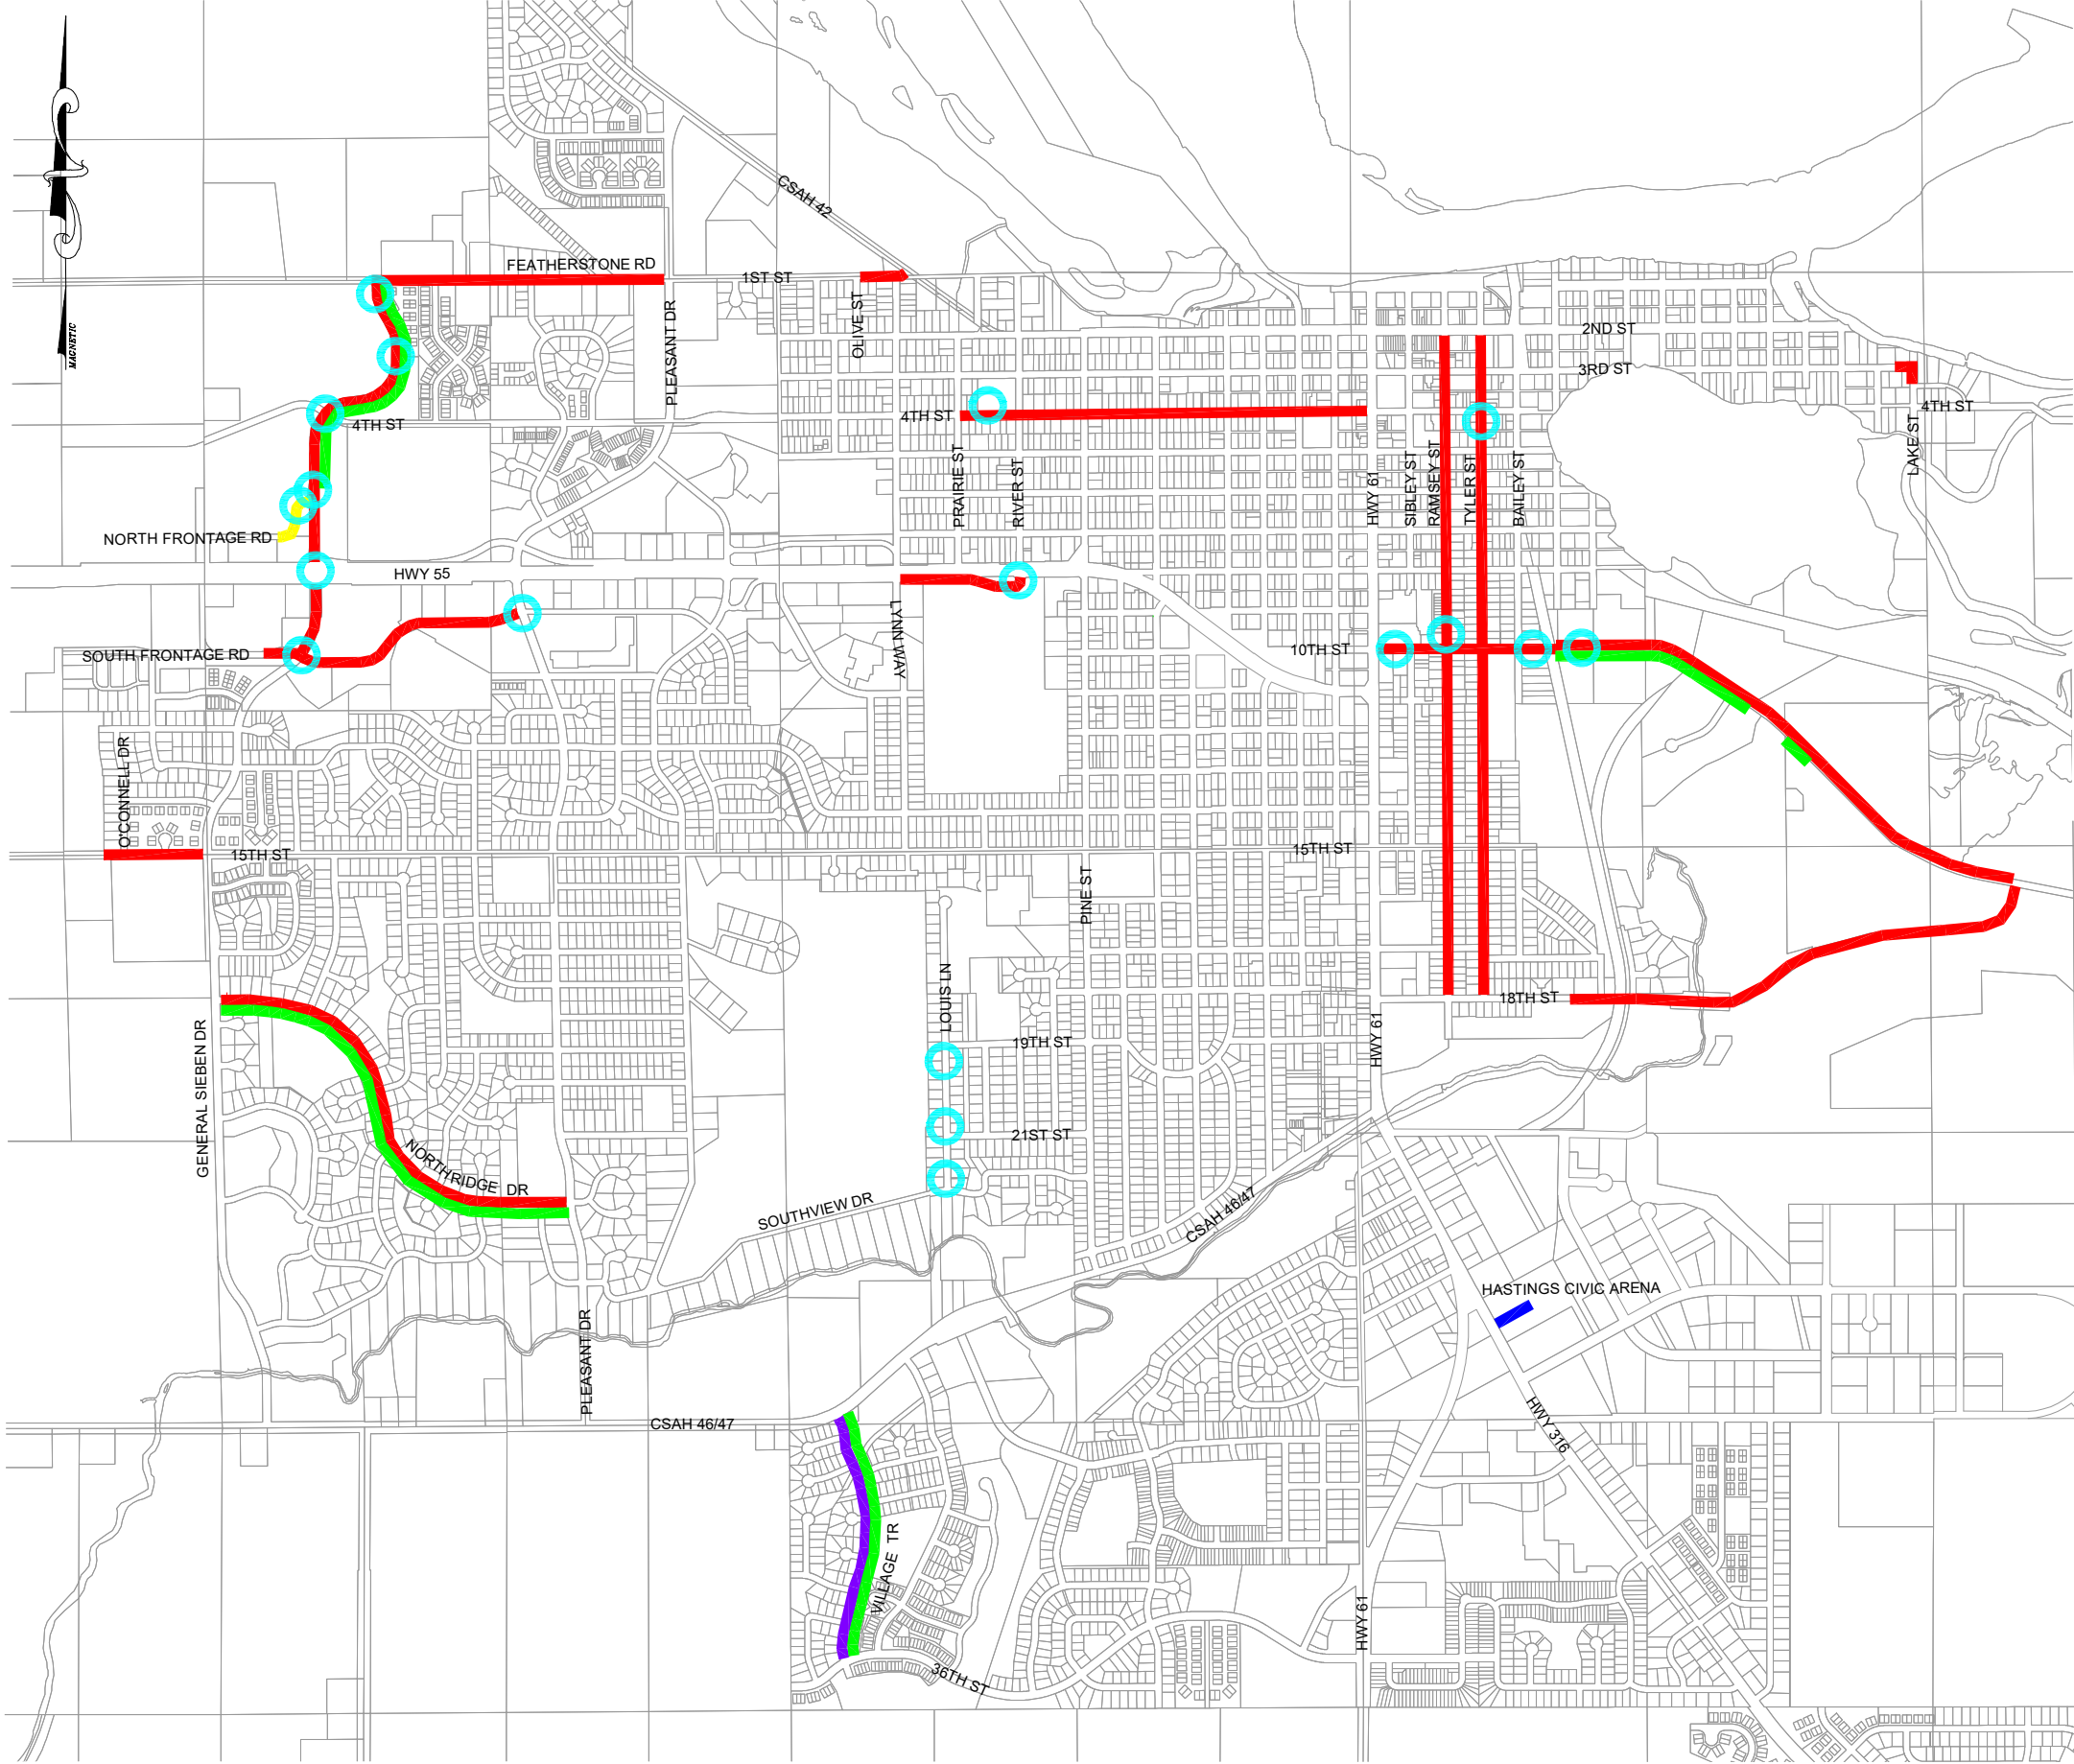 CSAH 42
FEATHERSTONE RD
1ST ST
MAGNETIC
PLEASANT DR
OLIVE ST
2ND ST
3RD ST
4TH ST
4TH ST
4TH ST
LAKE ST
PRAIRIE ST
RIVER ST
HWY 61
SIBLEY ST
RAMSEY ST
TYLER ST
BAILEY ST
NORTH FRONTAGE RD
HWY 55
LYNN WAY
SOUTH FRONTAGE RD
10TH ST
O'CONNELL DR
15TH ST
15TH ST
PINE ST
LOUIS LN
18TH ST
19TH ST
HWY 61
GENERAL SIEBEN DR
21ST ST
NORTHRIDGE DR
SOUTHVIEW DR
CSAH 46/47
HASTINGS CIVIC ARENA
PLEASANT DR
CSAH 46/47
HWY 316
VILLAGE TR
HWY 61
36TH ST